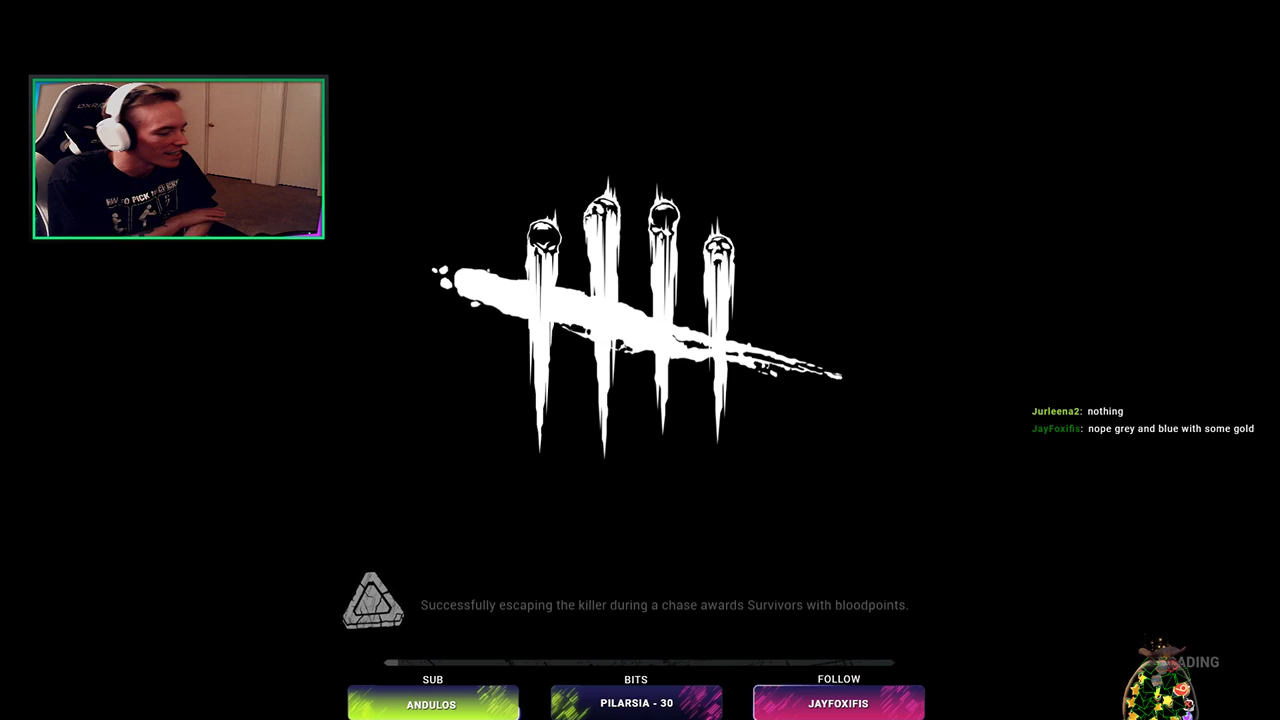 Jurleena2: nothing
JayFoxifis: nope grey and blue with some gold
Successfully escaping the killer during a chase awards Survivors with bloodpoints.
ADING
SUB
BITS
FOLLOW
ANDULOS
PILARSIA - 30
JAYFOXIFIS